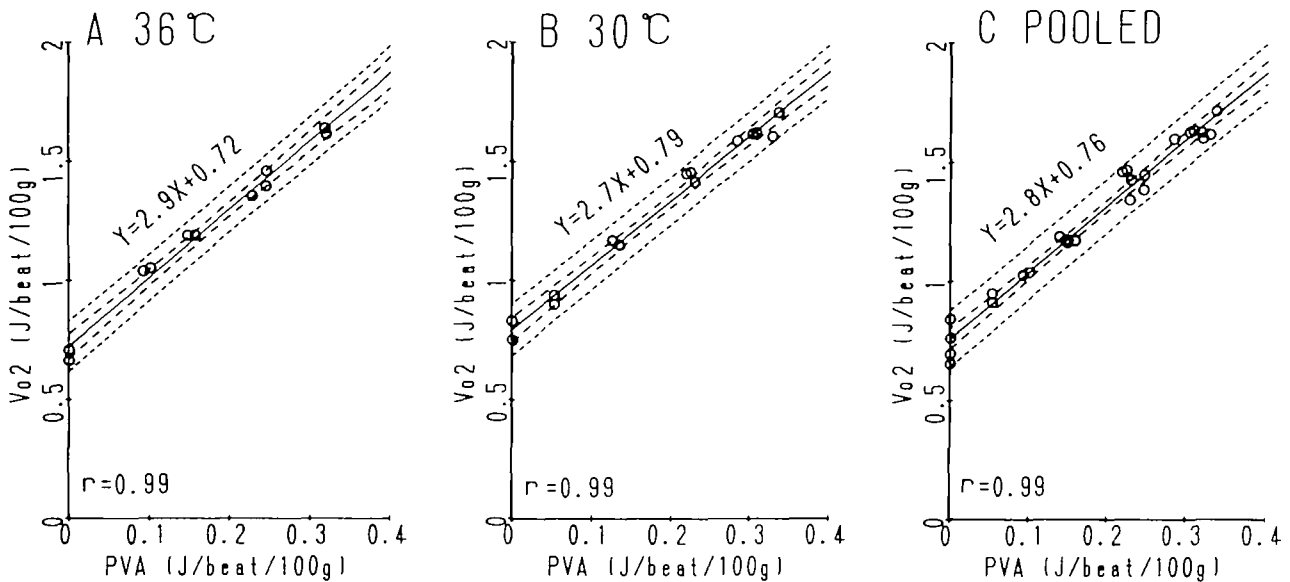 A 36℃
2
1.5
1
0.5
0
Vo2 (J/beat/100g)
Y=2.9X+0.72
r=0.99
0 0.1 0.2 0.3 0.4
PVA (J/beat/100g)
B 30℃
2
1.5
1
0.5
0
Vo2 (J/beat/100g)
Y=2.7X+0.79
r=0.99
0 0.1 0.2 0.3 0.4
PVA (J/beat/100g)
C POOLED
2
1.5
1
0.5
0
Vo2 (J/beat/100g)
Y=2.8X+0.76
r=0.99
0 0.1 0.2 0.3 0.4
PVA (J/beat/100g)